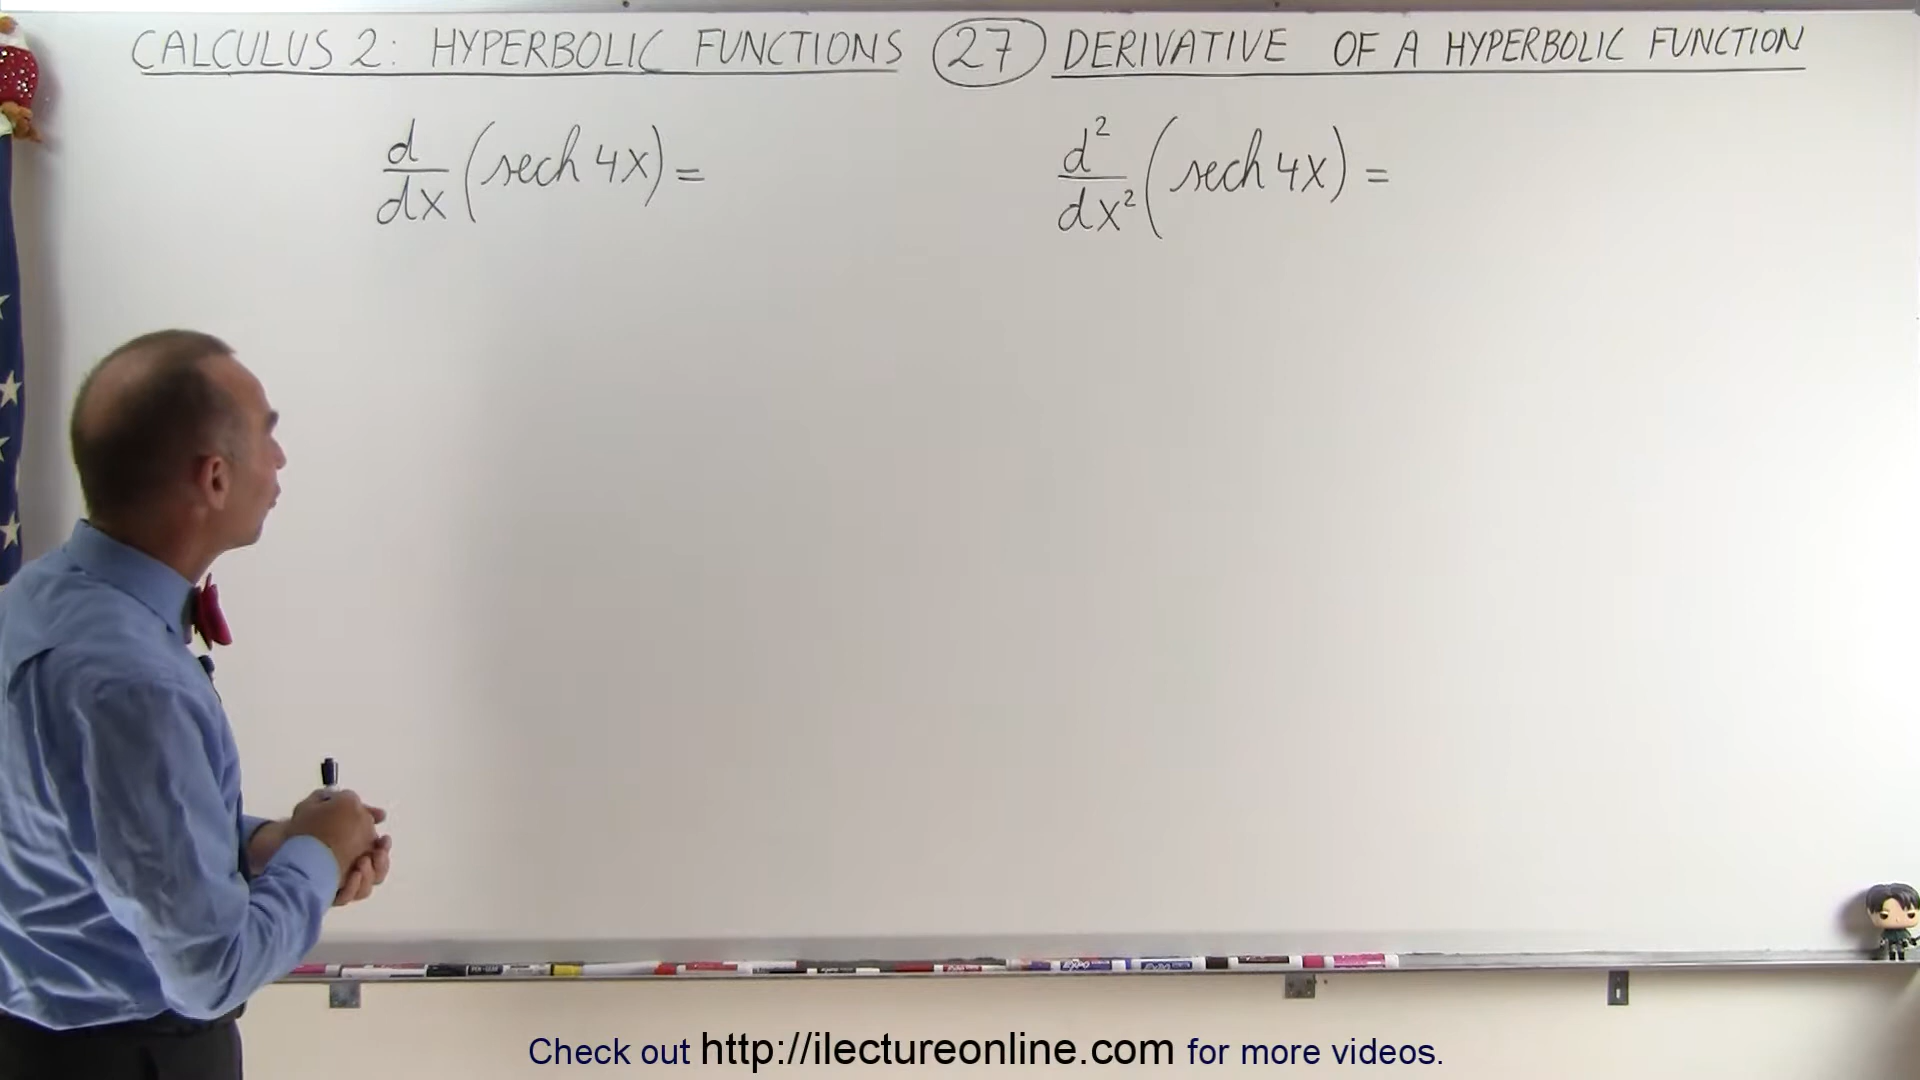 CALCULUS 2: HYPERBOLIC FUNCTIONS 27 DERIVATIVE OF A HYPERBOLIC FUNCTION
d/dx (sech 4x) =
d²/dx² (sech 4x) =
Check out http://ilectureonline.com for more videos.